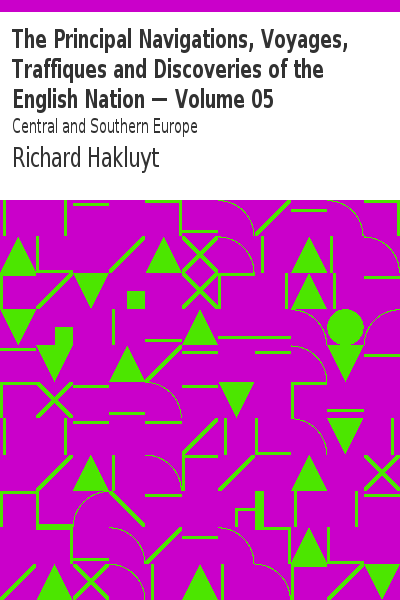 The Principal Navigations, Voyages,
Traffiques and Discoveries of the
English Nation — Volume 05
Central and Southern Europe
Richard Hakluyt